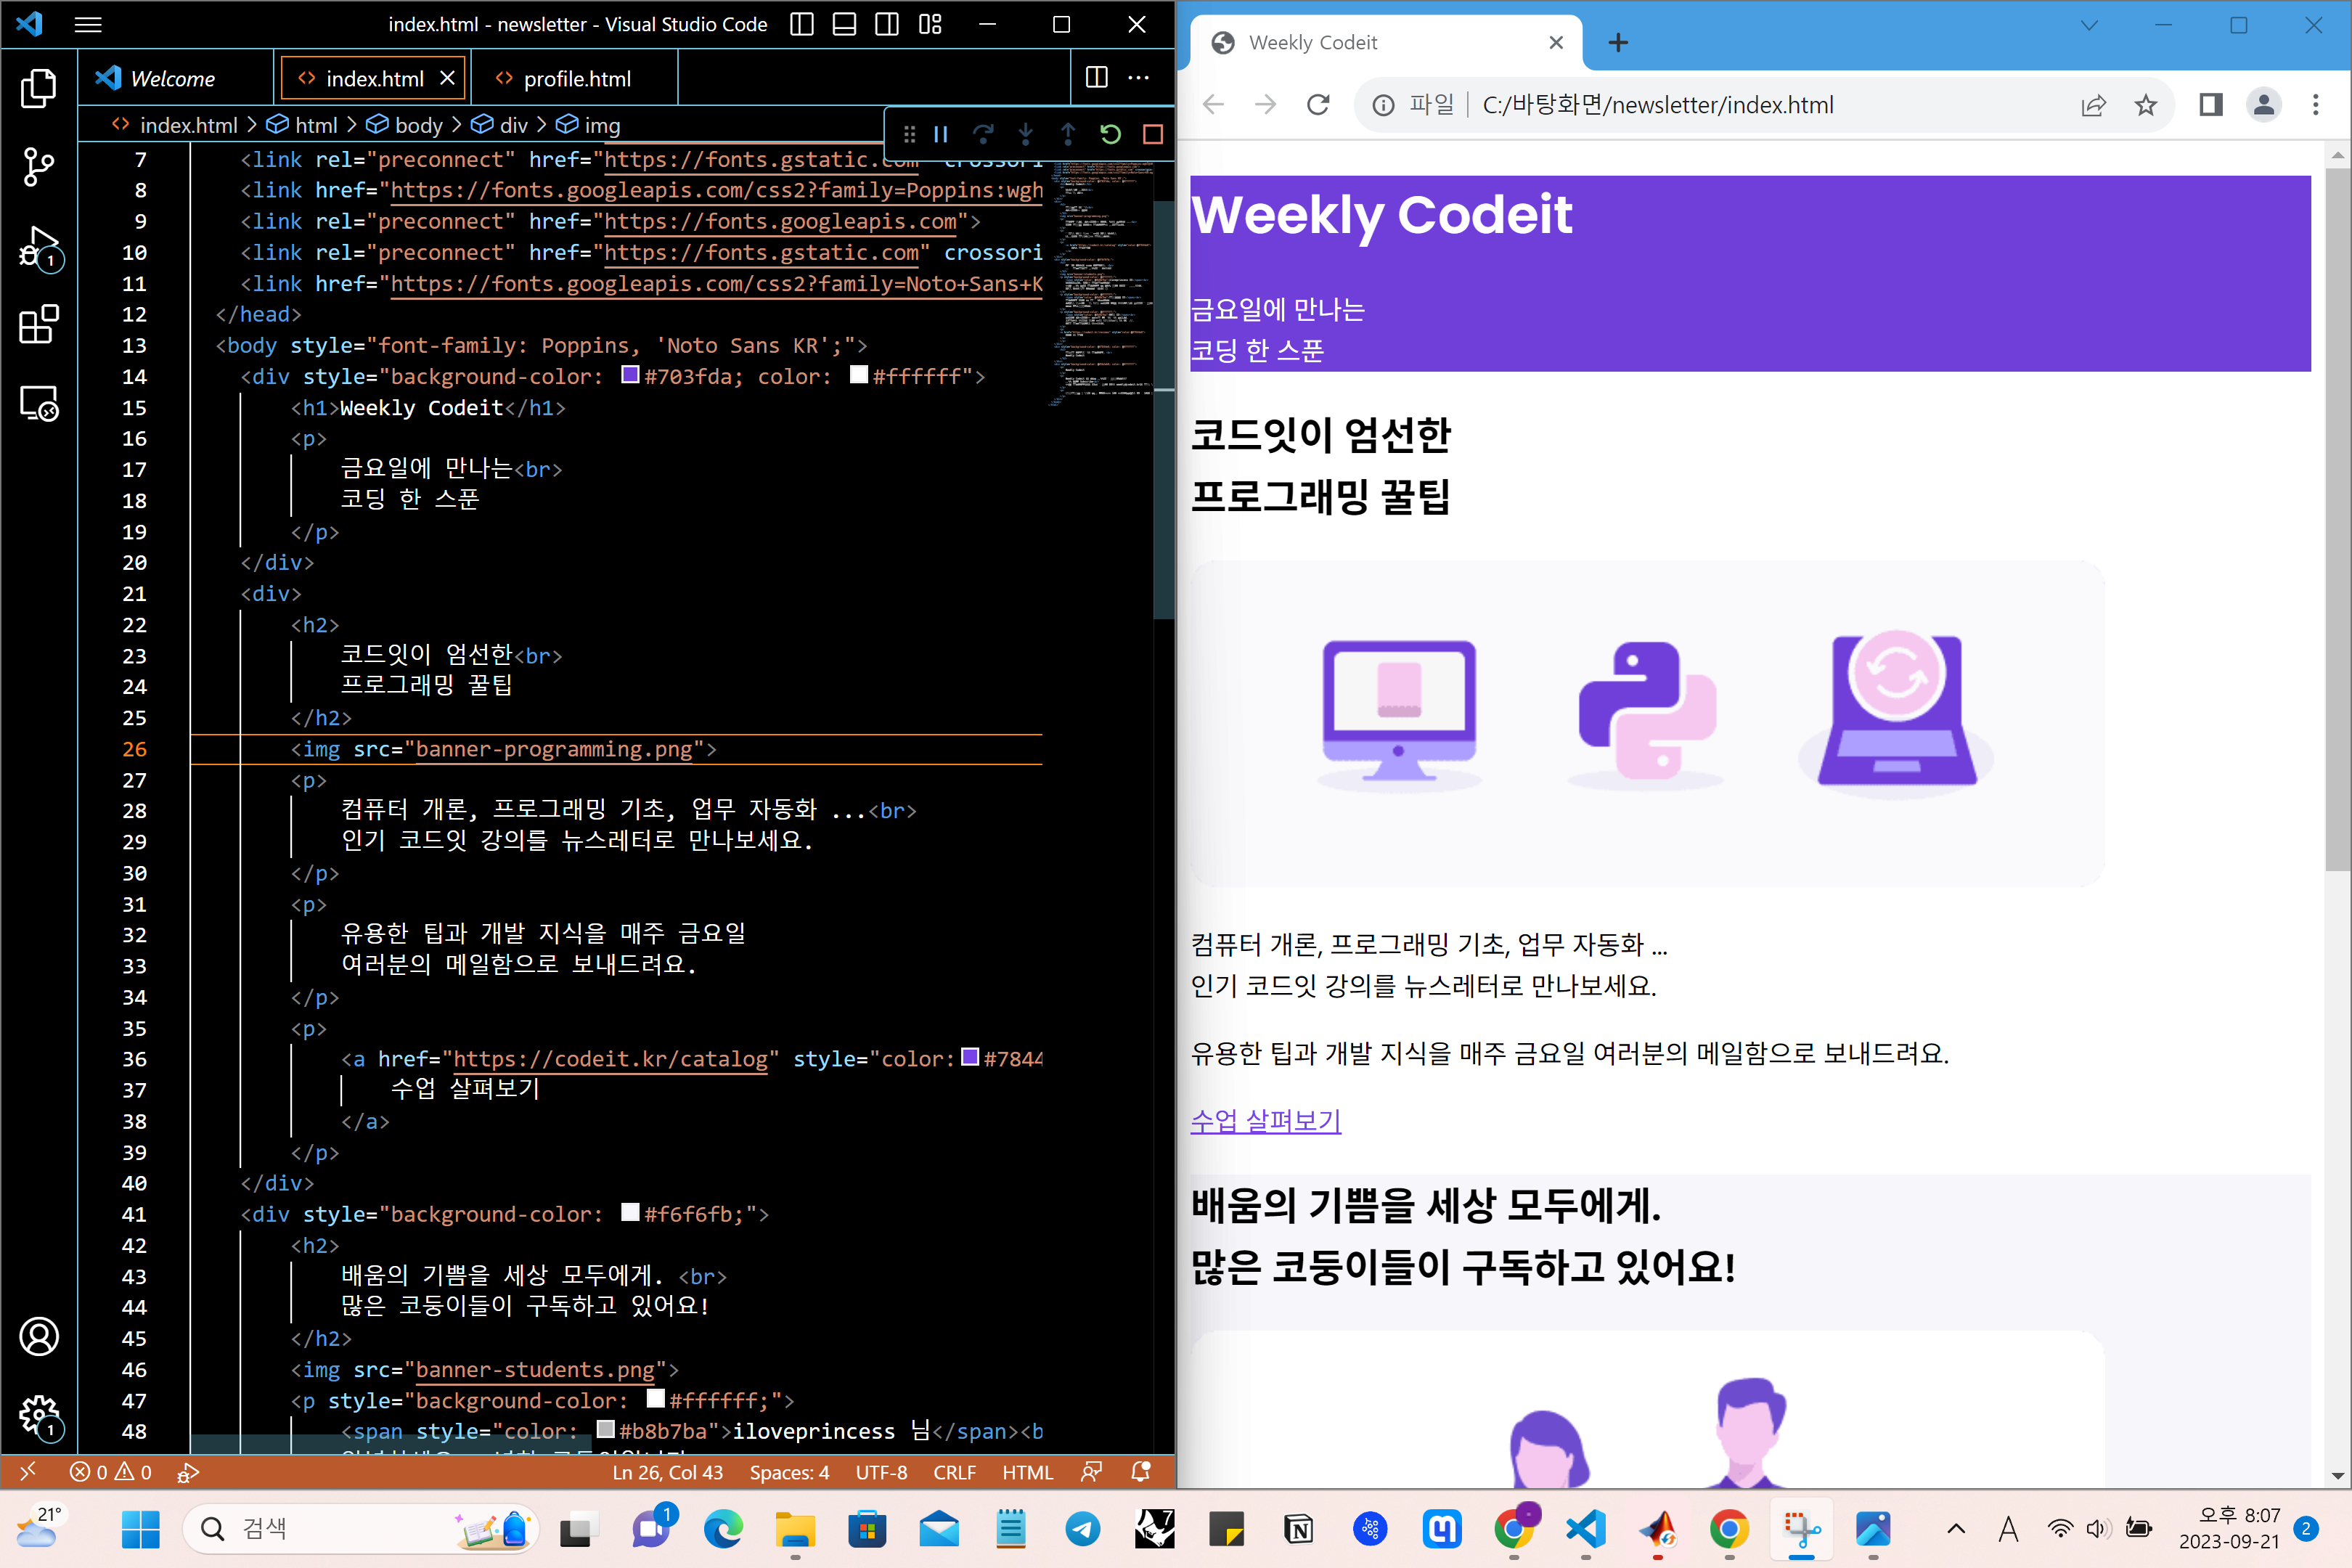 index.html - newsletter - Visual Studio Code
Welcome
index.html
profile.html
index.html > html > body > div > img
7 <link rel="preconnect" href="https://fonts.gstatic.com" crossori
8 <link href="https://fonts.googleapis.com/css2?family=Poppins:wgh
9 <link rel="preconnect" href="https://fonts.googleapis.com">
10 <link rel="preconnect" href="https://fonts.gstatic.com" crossori
11 <link href="https://fonts.googleapis.com/css2?family=Noto+Sans+K
12 </head>
13 <body style="font-family: Poppins, 'Noto Sans KR';">
14 <div style="background-color: #703fda; color: #ffffff">
15 <h1>Weekly Codeit</h1>
16 <p>
17 금요일에 만나는<br>
18 코딩 한 스푼
19 </p>
20 </div>
21 <div>
22 <h2>
23 코드잇이 엄선한<br>
24 프로그래밍 꿀팁
25 </h2>
26 <img src="banner-programming.png">
27 <p>
28 컴퓨터 개론, 프로그래밍 기초, 업무 자동화 ...<br>
29 인기 코드잇 강의를 뉴스레터로 만나보세요.
30 </p>
31 <p>
32 유용한 팁과 개발 지식을 매주 금요일
33 여러분의 메일함으로 보내드려요.
34 </p>
35 <p>
36 <a href="https://codeit.kr/catalog" style="color:#7844
37 수업 살펴보기
38 </a>
39 </p>
40 </div>
41 <div style="background-color: #f6f6fb;">
42 <h2>
43 배움의 기쁨을 세상 모두에게. <br>
44 많은 코둥이들이 구독하고 있어요!
45 </h2>
46 <img src="banner-students.png">
47 <p style="background-color: #ffffff;">
48 <span style="color: #b8b7ba">iloveprincess 님</span><b
1
1
0 0
Ln 26, Col 43
Spaces: 4
UTF-8
CRLF
HTML
Weekly Codeit
파일
C:/바탕화면/newsletter/index.html
Weekly Codeit
금요일에 만나는
코딩 한 스푼
코드잇이 엄선한
프로그래밍 꿀팁
컴퓨터 개론, 프로그래밍 기초, 업무 자동화 ...
인기 코드잇 강의를 뉴스레터로 만나보세요.
유용한 팁과 개발 지식을 매주 금요일 여러분의 메일함으로 보내드려요.
수업 살펴보기
배움의 기쁨을 세상 모두에게.
많은 코둥이들이 구독하고 있어요!
21°
검색
1
7
A
오후 8:07
2023-09-21
2